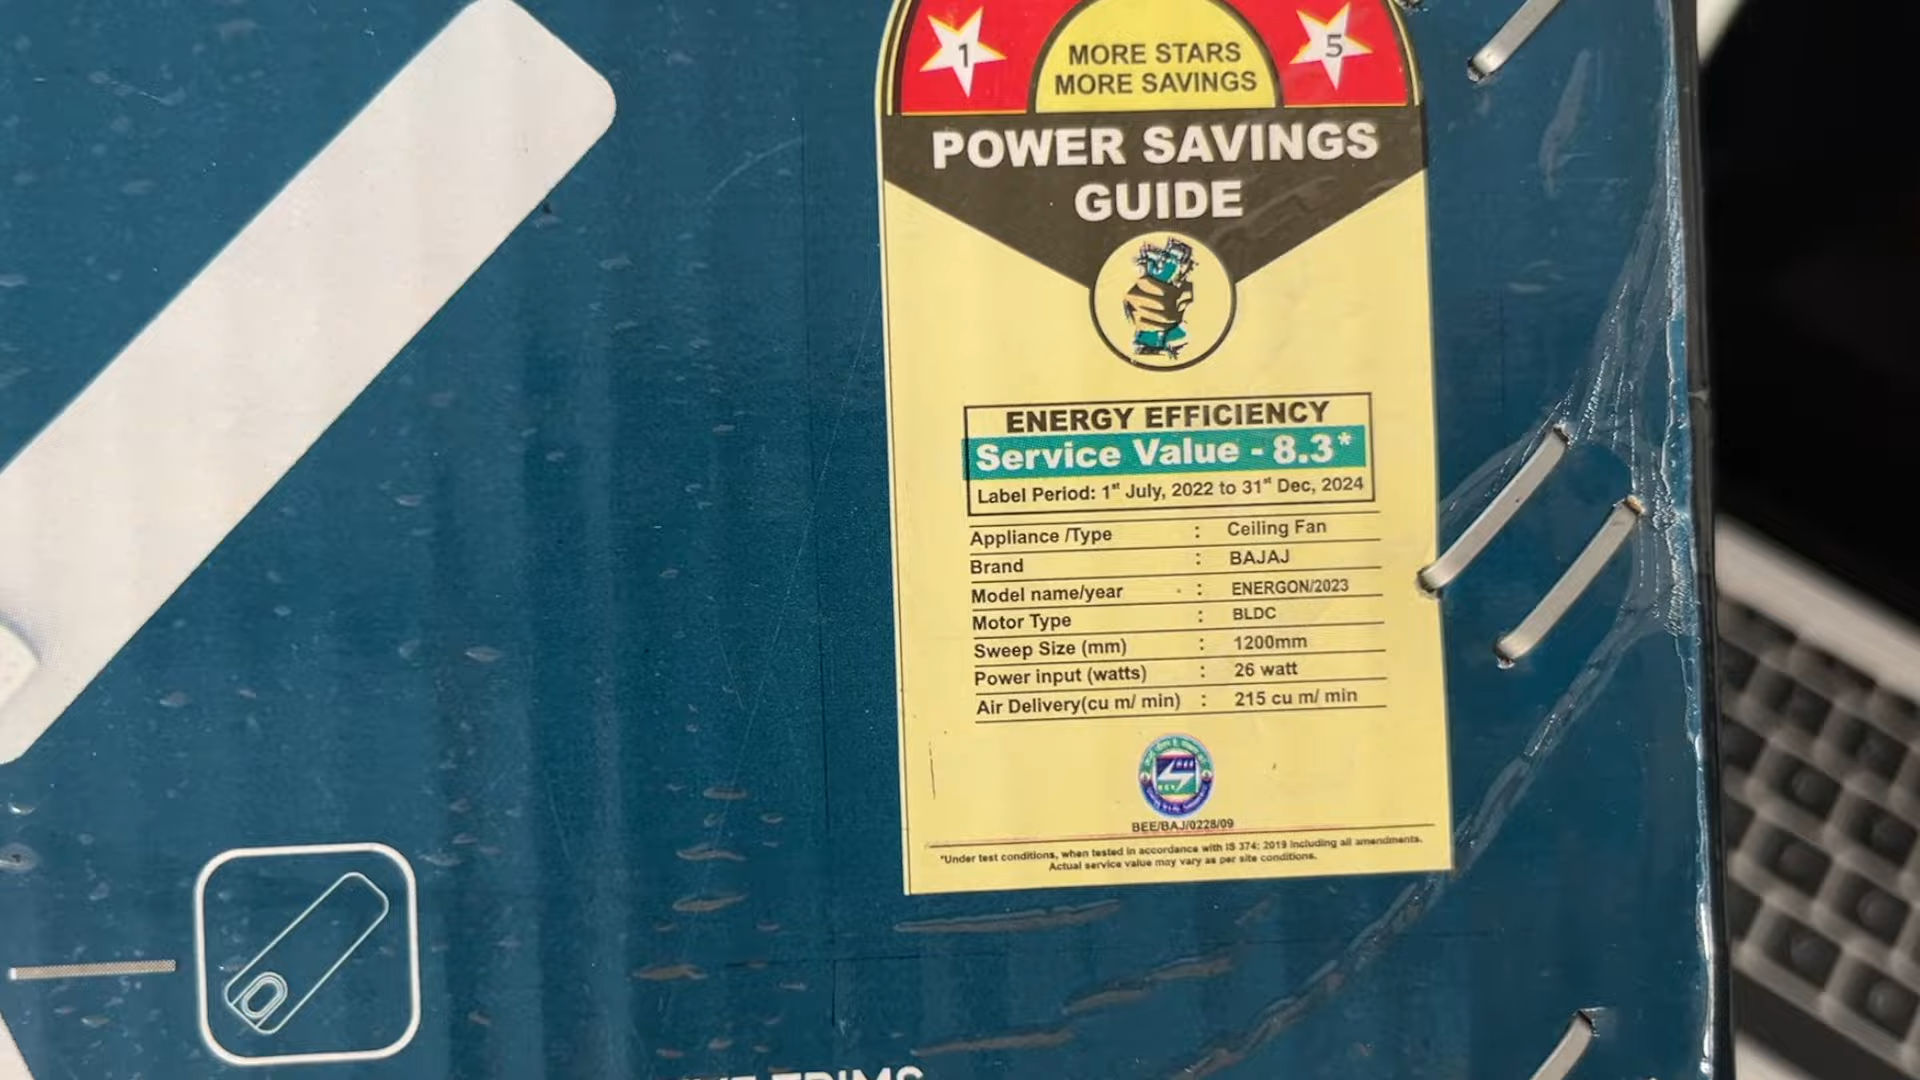 1
5
MORE STARS
MORE SAVINGS
POWER SAVINGS
GUIDE
ENERGY EFFICIENCY
Service Value - 8.3*
Label Period: 1st July, 2022 to 31st Dec, 2024
Appliance /Type : Ceiling Fan
Brand : BAJAJ
Model name/year : ENERGON/2023
Motor Type : BLDC
Sweep Size (mm) : 1200mm
Power input (watts) : 26 watt
Air Delivery(cu m/ min) : 215 cu m/ min
BEE/BAJ/0228/09
*Under test conditions, when tested in accordance with IS 374: 2019 including all amendments.
Actual service value may vary as per site conditions.
TRIMS